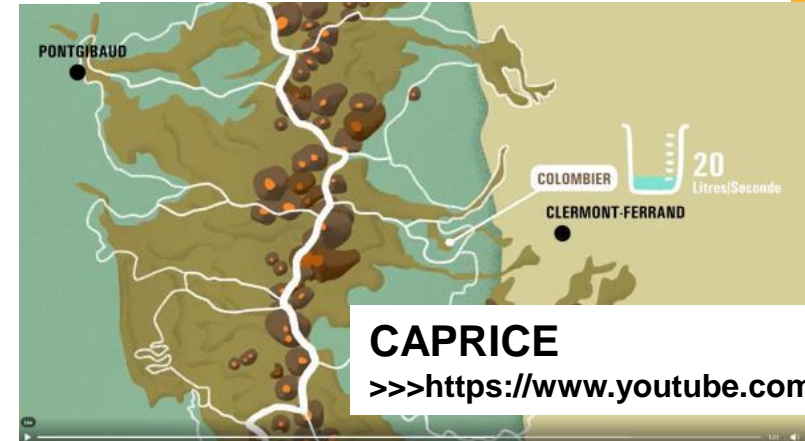 PONTGIBAUD
COLOMBIER
20
Litres/Seconde
CLERMONT-FERRAND
CAPRICE
>>>https://www.youtube.com